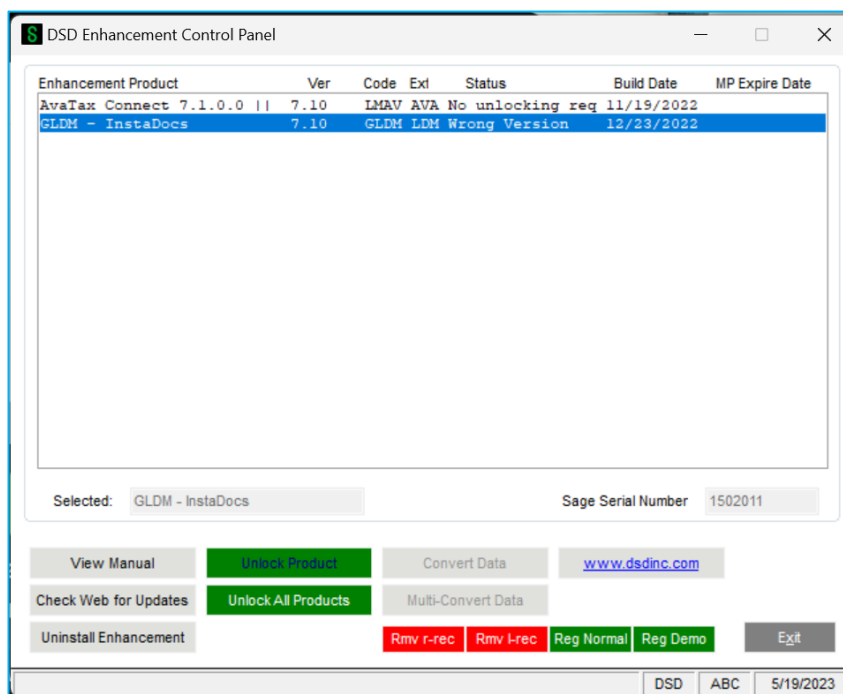 S DSD Enhancement Control Panel
Enhancement Product Ver Code Ext Status Build Date MP Expire Date
AvaTax Connect 7.1.0.0 || 7.10 LMAV AVA No unlocking req 11/19/2022
GLDM - InstaDocs 7.10 GLDM LDM Wrong Version 12/23/2022
Selected: GLDM - InstaDocs Sage Serial Number 1502011
View Manual Unlock Product Convert Data www.dsdinc.com
Check Web for Updates Unlock All Products Multi-Convert Data
Uninstall Enhancement Rmv r-rec Rmv l-rec Reg Normal Reg Demo Exit
DSD ABC 5/19/2023